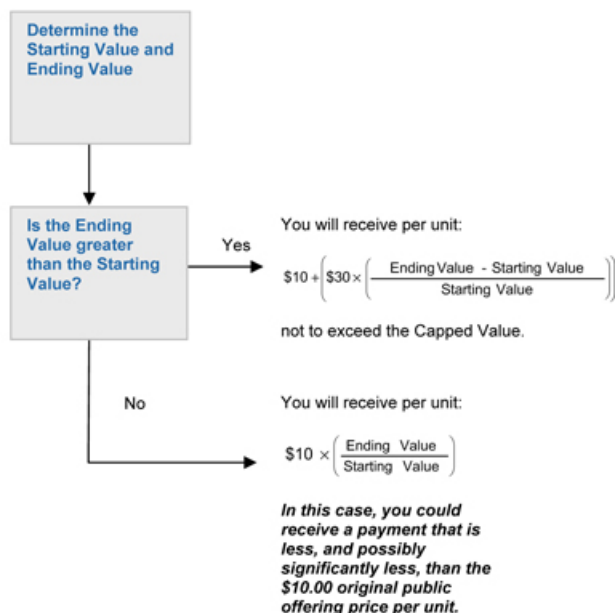 Determine the
Starting Value and
Ending Value
Is the Ending
Value greater
than the Starting
Value?
Yes
You will receive per unit:
$10 + ($30 × (Ending Value - Starting Value
Starting Value))
not to exceed the Capped Value.
No
You will receive per unit:
$10 × (Ending Value
Starting Value)
In this case, you could
receive a payment that is
less, and possibly
significantly less, than the
$10.00 original public
offering price per unit.